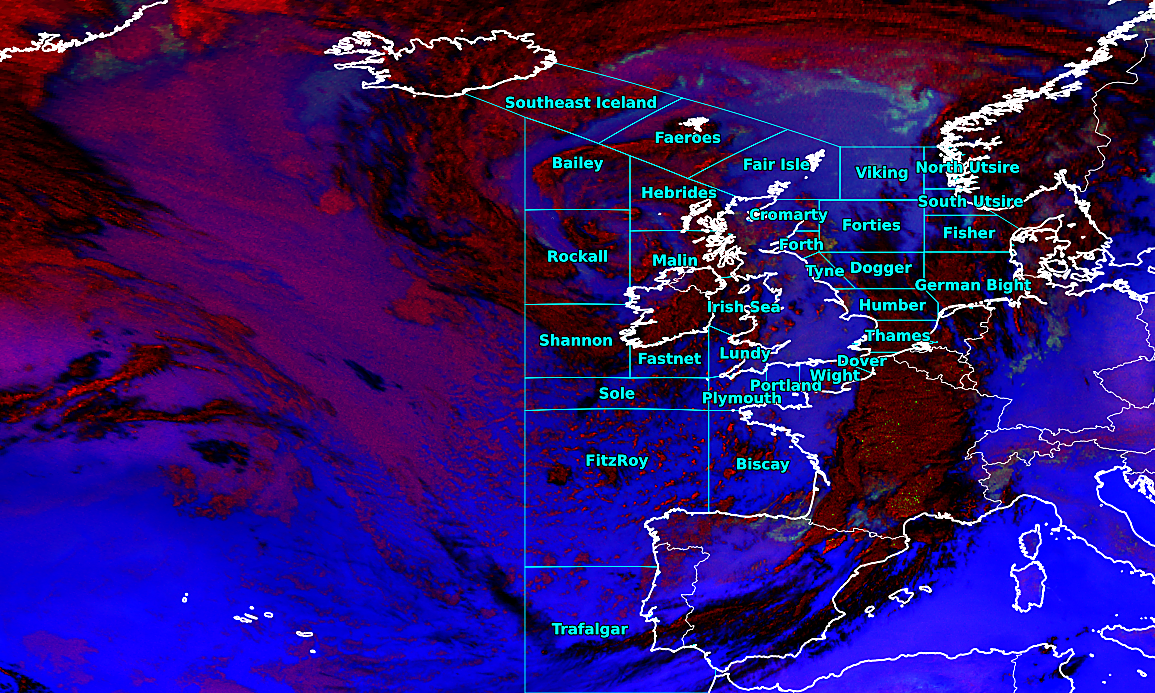 Southeast Iceland
Faeroes
Bailey
Fair Isle
Viking
North Utsire
Hebrides
South Utsire
Cromarty
Forties
Fisher
Forth
Rockall
Malin
Tyne
Dogger
German Bight
Irish Sea
Humber
Shannon
Thames
Fastnet
Lundy
Dover
Wight
Portland
Sole
Plymouth
FitzRoy
Biscay
Trafalgar